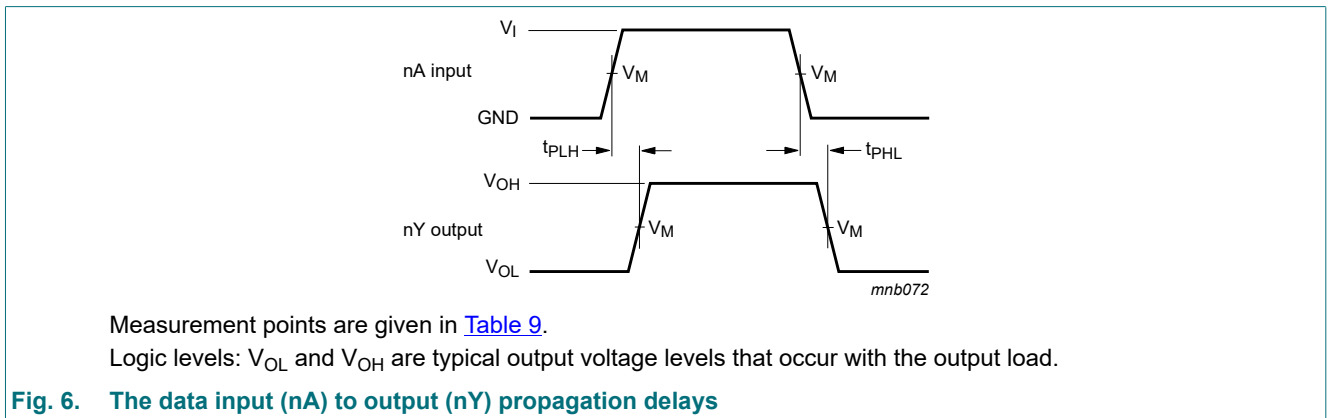 VI
nA input
VM
VM
GND
tPLH
tPHL
VOH
nY output
VM
VM
VOL
mnb072
Measurement points are given in Table 9.
Logic levels: VOL and VOH are typical output voltage levels that occur with the output load.
Fig. 6. The data input (nA) to output (nY) propagation delays